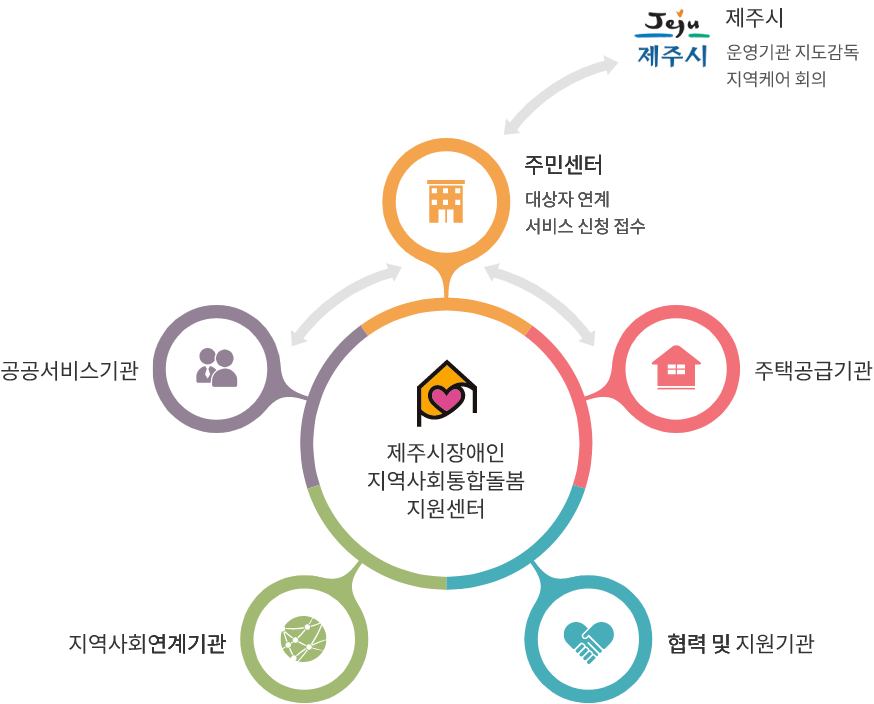 Jeju
제주시
제주시
운영기관 지도감독
지역케어 회의
주민센터
대상자 연계
서비스 신청 접수
공공서비스기관
주택공급기관
제주시장애인
지역사회통합돌봄
지원센터
지역사회연계기관
협력 및 지원기관